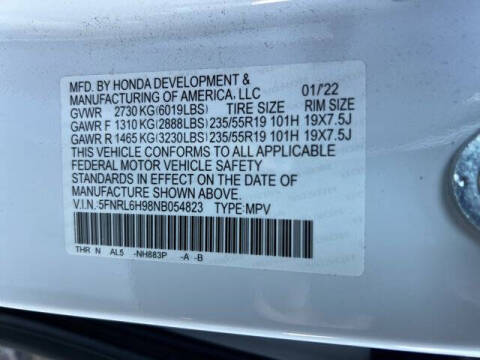 MFD. BY HONDA DEVELOPMENT &
MANUFACTURING OF AMERICA, LLC 01/'22
GVWR 2730 KG (6019LBS) TIRE SIZE RIM SIZE
GAWR F 1310 KG (2888LBS) 235/55R19 101H 19X7.5J
GAWR R 1465 KG (3230LBS) 235/55R19 101H 19X7.5J
THIS VEHICLE CONFORMS TO ALL APPLICABLE
FEDERAL MOTOR VEHICLE SAFETY
STANDARDS IN EFFECT ON THE DATE OF
MANUFACTURE SHOWN ABOVE.
V.I.N.:5FNRL6H98NB054823 TYPE:MPV
THR N AL5 -NH883P -A -B